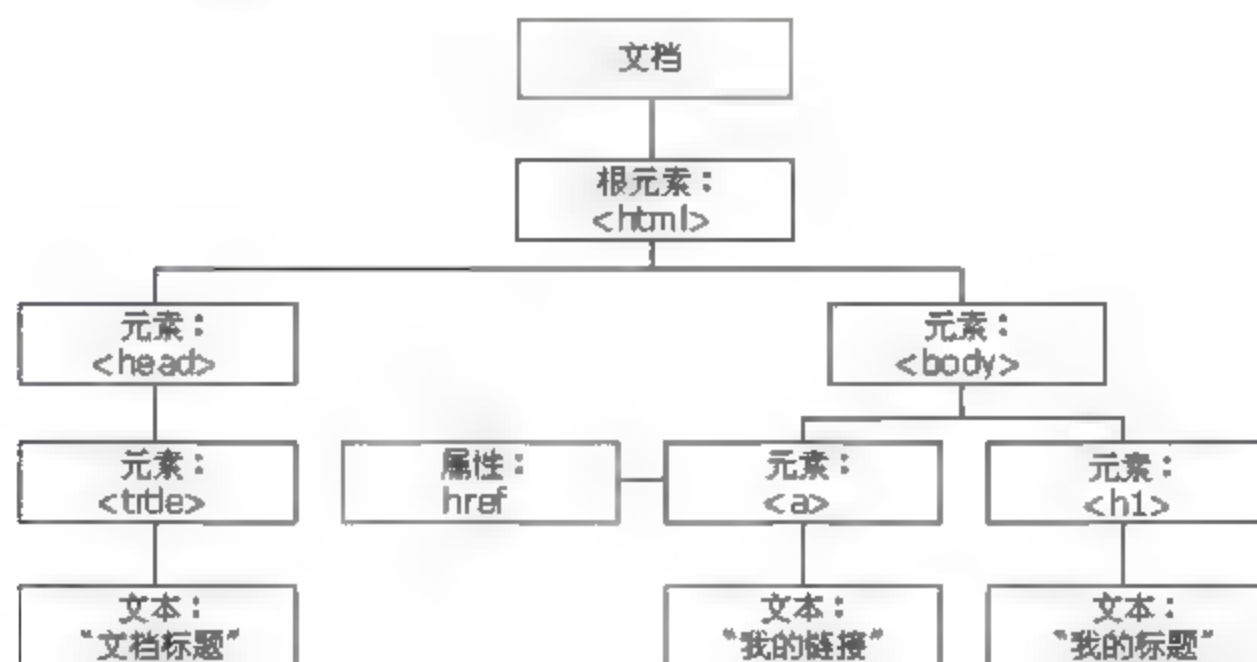 文档
根元素：
<html>
元素：
<head>
元素：
<body>
元素：
<title>
属性：
href
元素：
<a>
元素：
<h1>
文本：
“文档标题”
文本：
“我的链接”
文本：
“我的标题”